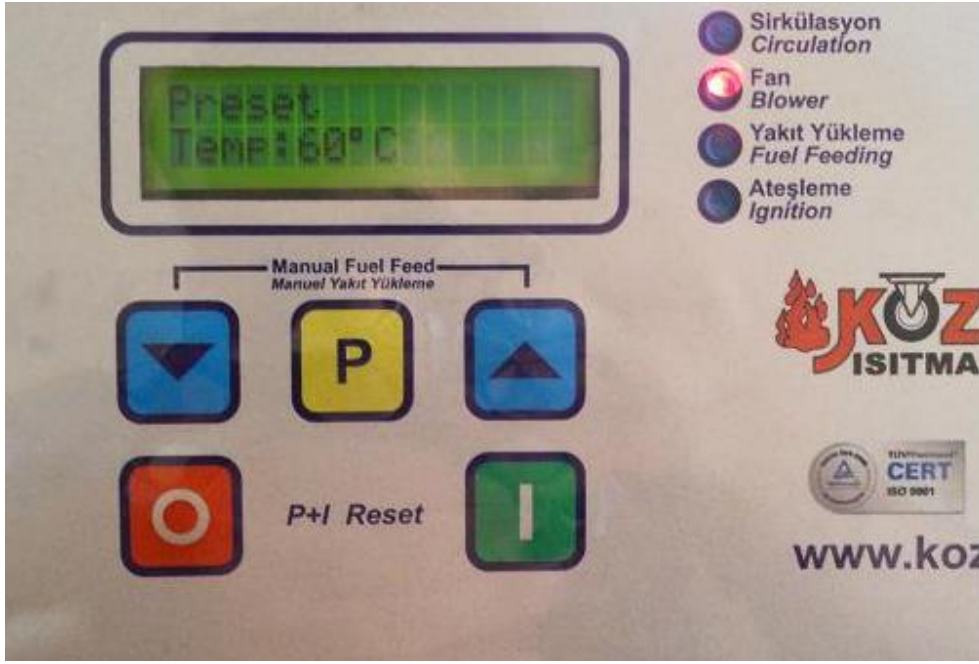 Preset
Temp:60°C
Sirkülasyon
Circulation
Fan
Blower
Yakıt Yükleme
Fuel Feeding
Ateşleme
Ignition
Manual Fuel Feed
Manuel Yakıt Yükleme
P
KÖZ
ISITMA
P+I Reset
CERT
ISO 9001
www.koz